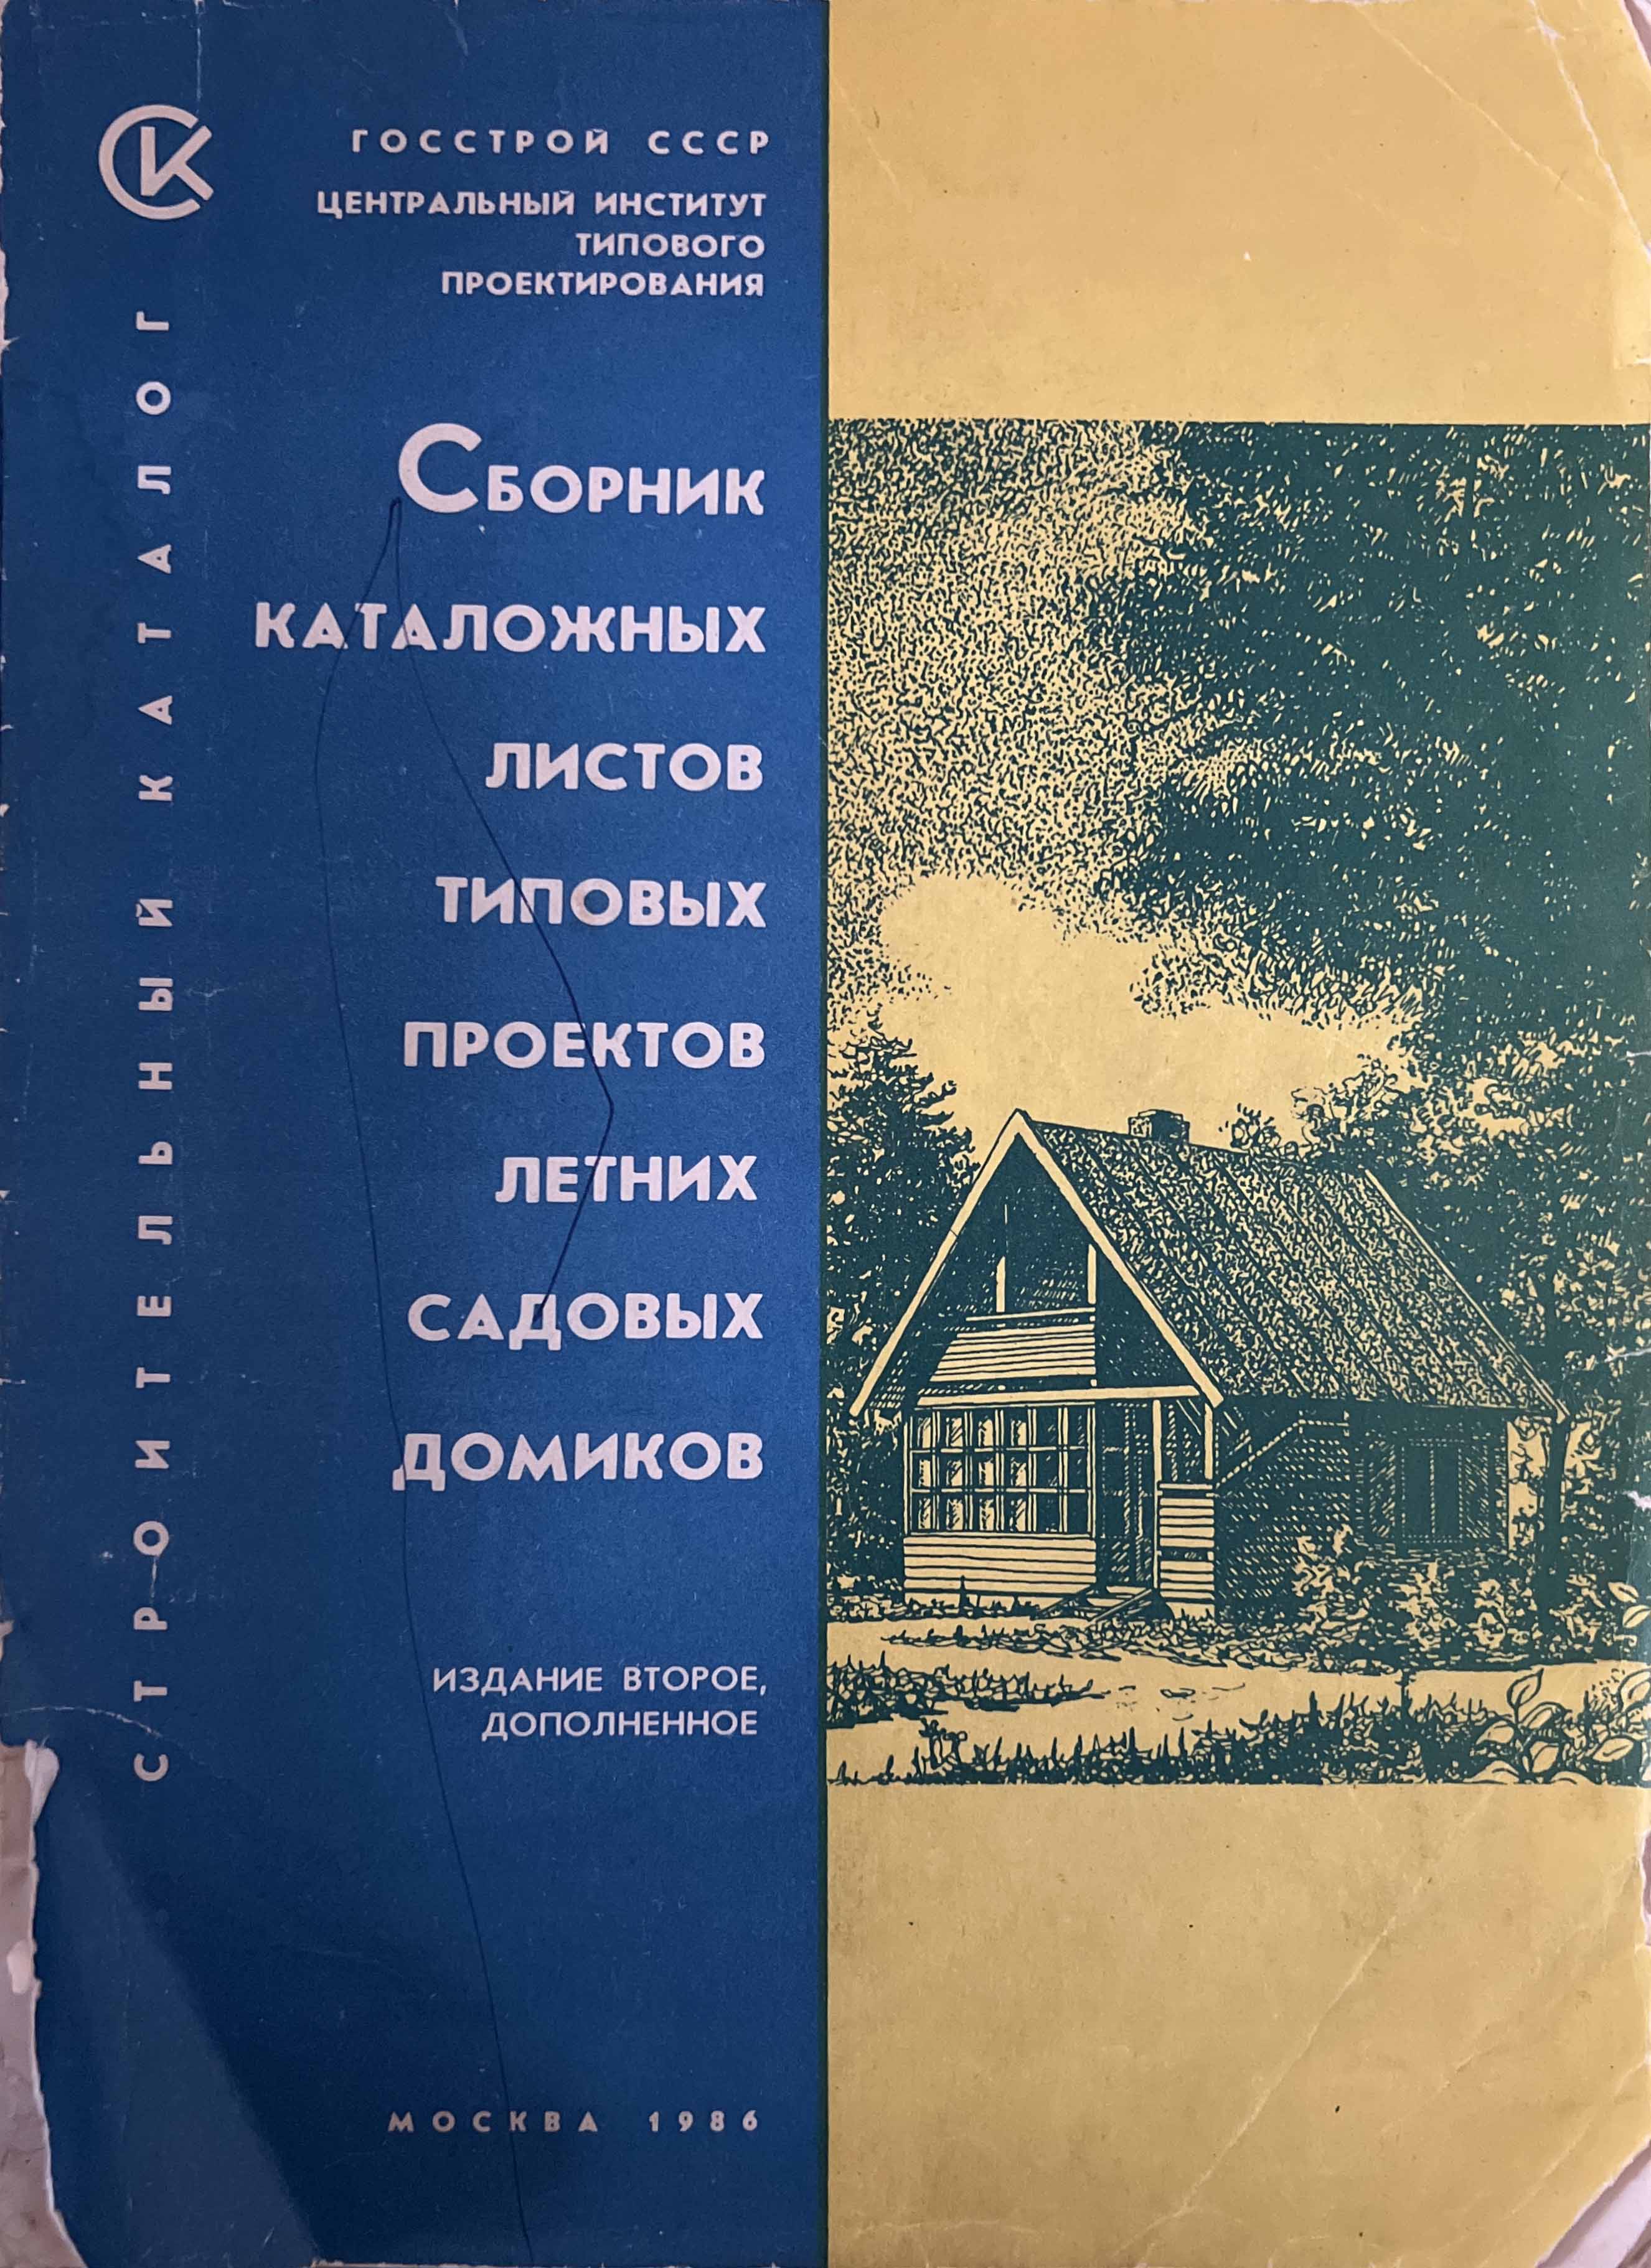 СК
ГОССТРОЙ СССР
ЦЕНТРАЛЬНЫЙ ИНСТИТУТ
ТИПОВОГО
ПРОЕКТИРОВАНИЯ
СТРОИТЕЛЬНЫЙ КАТАЛОГ
СБОРНИК
КАТАЛОЖНЫХ
ЛИСТОВ
ТИПОВЫХ
ПРОЕКТОВ
ЛЕТНИХ
САДОВЫХ
ДОМИКОВ
ИЗДАНИЕ ВТОРОЕ,
ДОПОЛНЕННОЕ
МОСКВА 1986